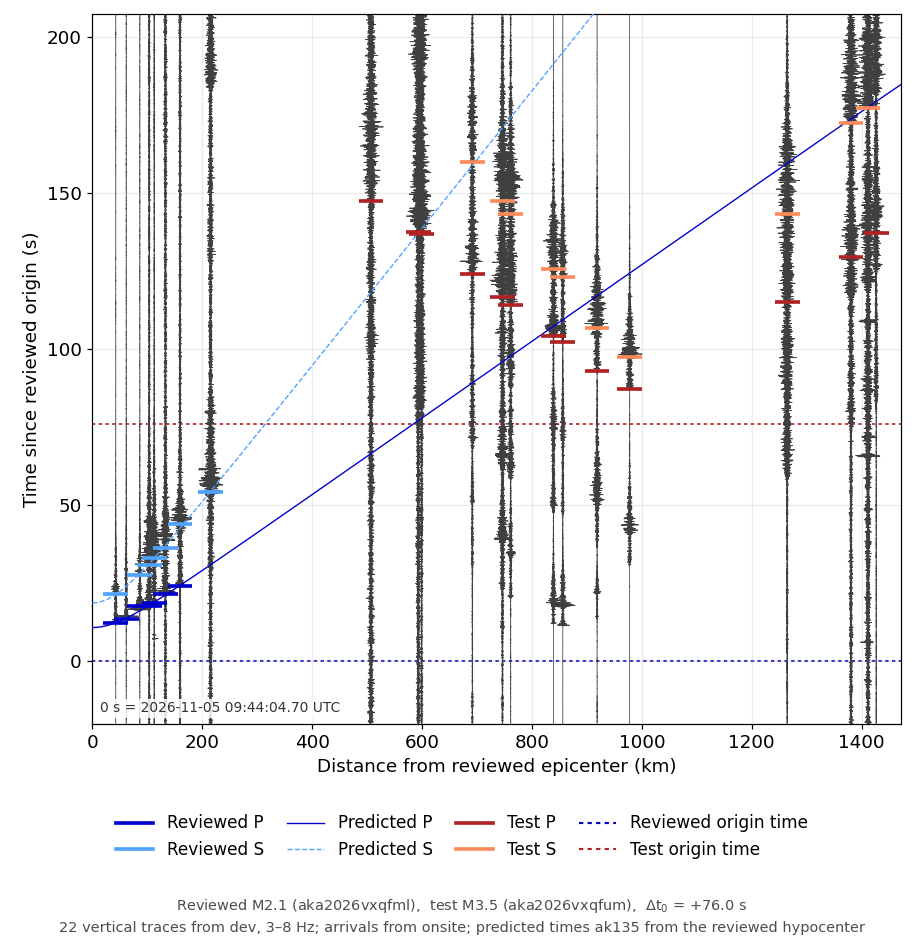 200
150
100
50
0
Time since reviewed origin (s)
0 s = 2026-11-05 09:44:04.70 UTC
0 200 400 600 800 1000 1200 1400
Distance from reviewed epicenter (km)
Reviewed P Predicted P Test P Reviewed origin time
Reviewed S Predicted S Test S Test origin time
Reviewed M2.1 (aka2026vxqfml), test M3.5 (aka2026vxqfum), Δt₀ = +76.0 s
22 vertical traces from dev, 3–8 Hz; arrivals from onsite; predicted times ak135 from the reviewed hypocenter